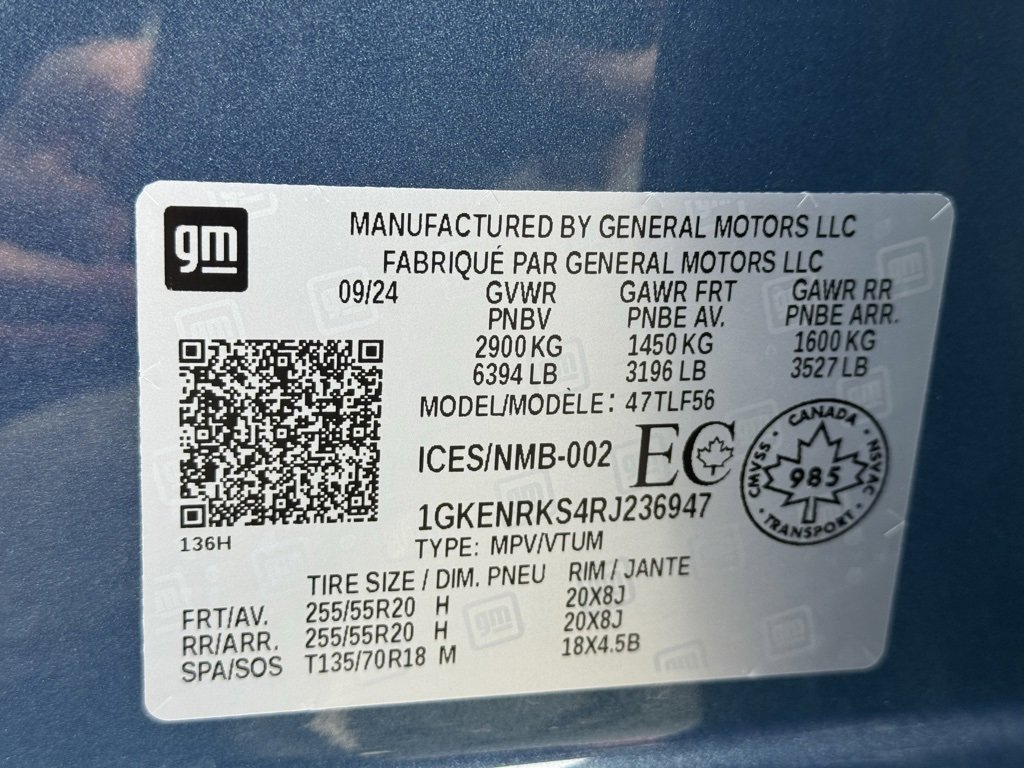 gm
MANUFACTURED BY GENERAL MOTORS LLC
FABRIQUÉ PAR GENERAL MOTORS LLC
09/24 GVWR GAWR FRT GAWR RR
PNBV PNBE AV. PNBE ARR.
2900 KG 1450 KG 1600 KG
6394 LB 3196 LB 3527 LB
MODEL/MODÈLE: 47TLF56
ICES/NMB-002 EC
CANADA
CMVSS · NSVAC
985
· TRANSPORT ·
1GKENRKS4RJ236947
136H
TYPE: MPV/VTUM
TIRE SIZE / DIM. PNEU RIM / JANTE
FRT/AV. 255/55R20 H 20X8J
RR/ARR. 255/55R20 H 20X8J
SPA/SOS T135/70R18 M 18X4.5B